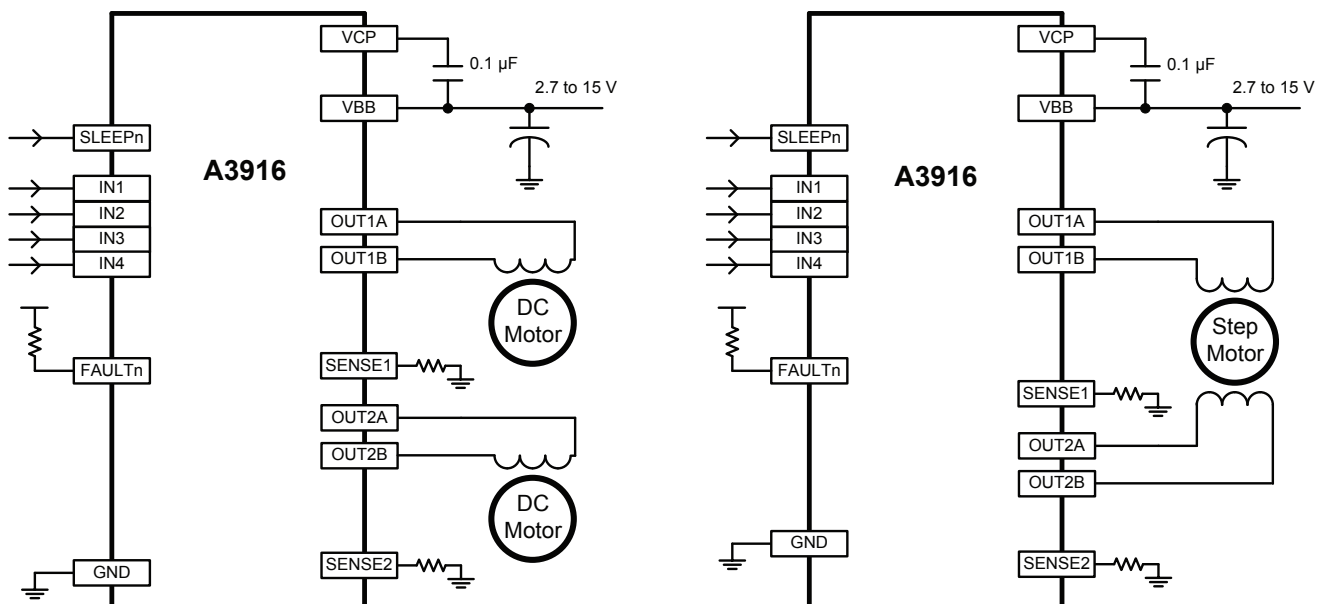 VCP
0.1 µF
2.7 to 15 V
VBB
SLEEPn
A3916
IN1
IN2
IN3
IN4
OUT1A
OUT1B
DC
Motor
FAULTn
SENSE1
OUT2A
OUT2B
DC
Motor
GND
SENSE2
VCP
0.1 µF
2.7 to 15 V
VBB
SLEEPn
A3916
IN1
IN2
IN3
IN4
OUT1A
OUT1B
Step
Motor
FAULTn
SENSE1
OUT2A
OUT2B
GND
SENSE2